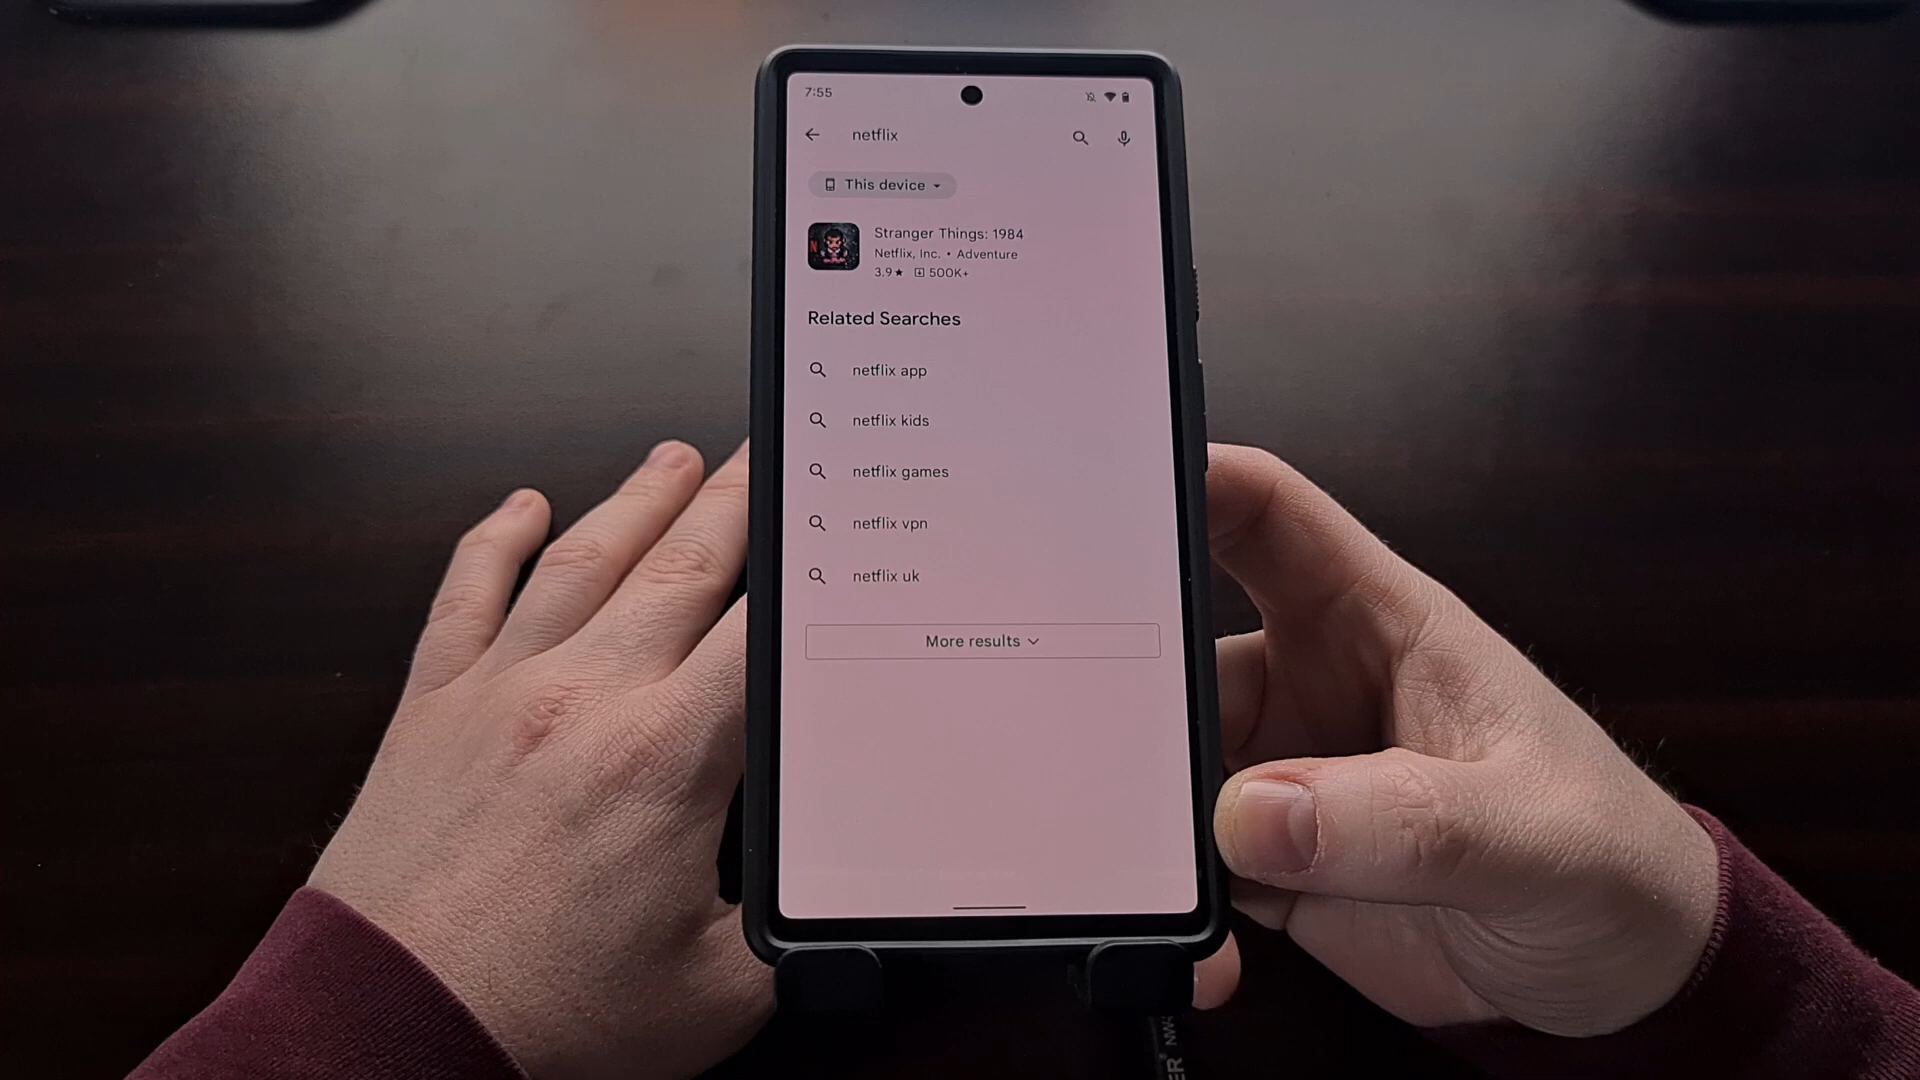 7:55
netflix
This device
N
Stranger Things: 1984
Netflix, Inc. • Adventure
3.9★ 500K+
Related Searches
netflix app
netflix kids
netflix games
netflix vpn
netflix uk
More results